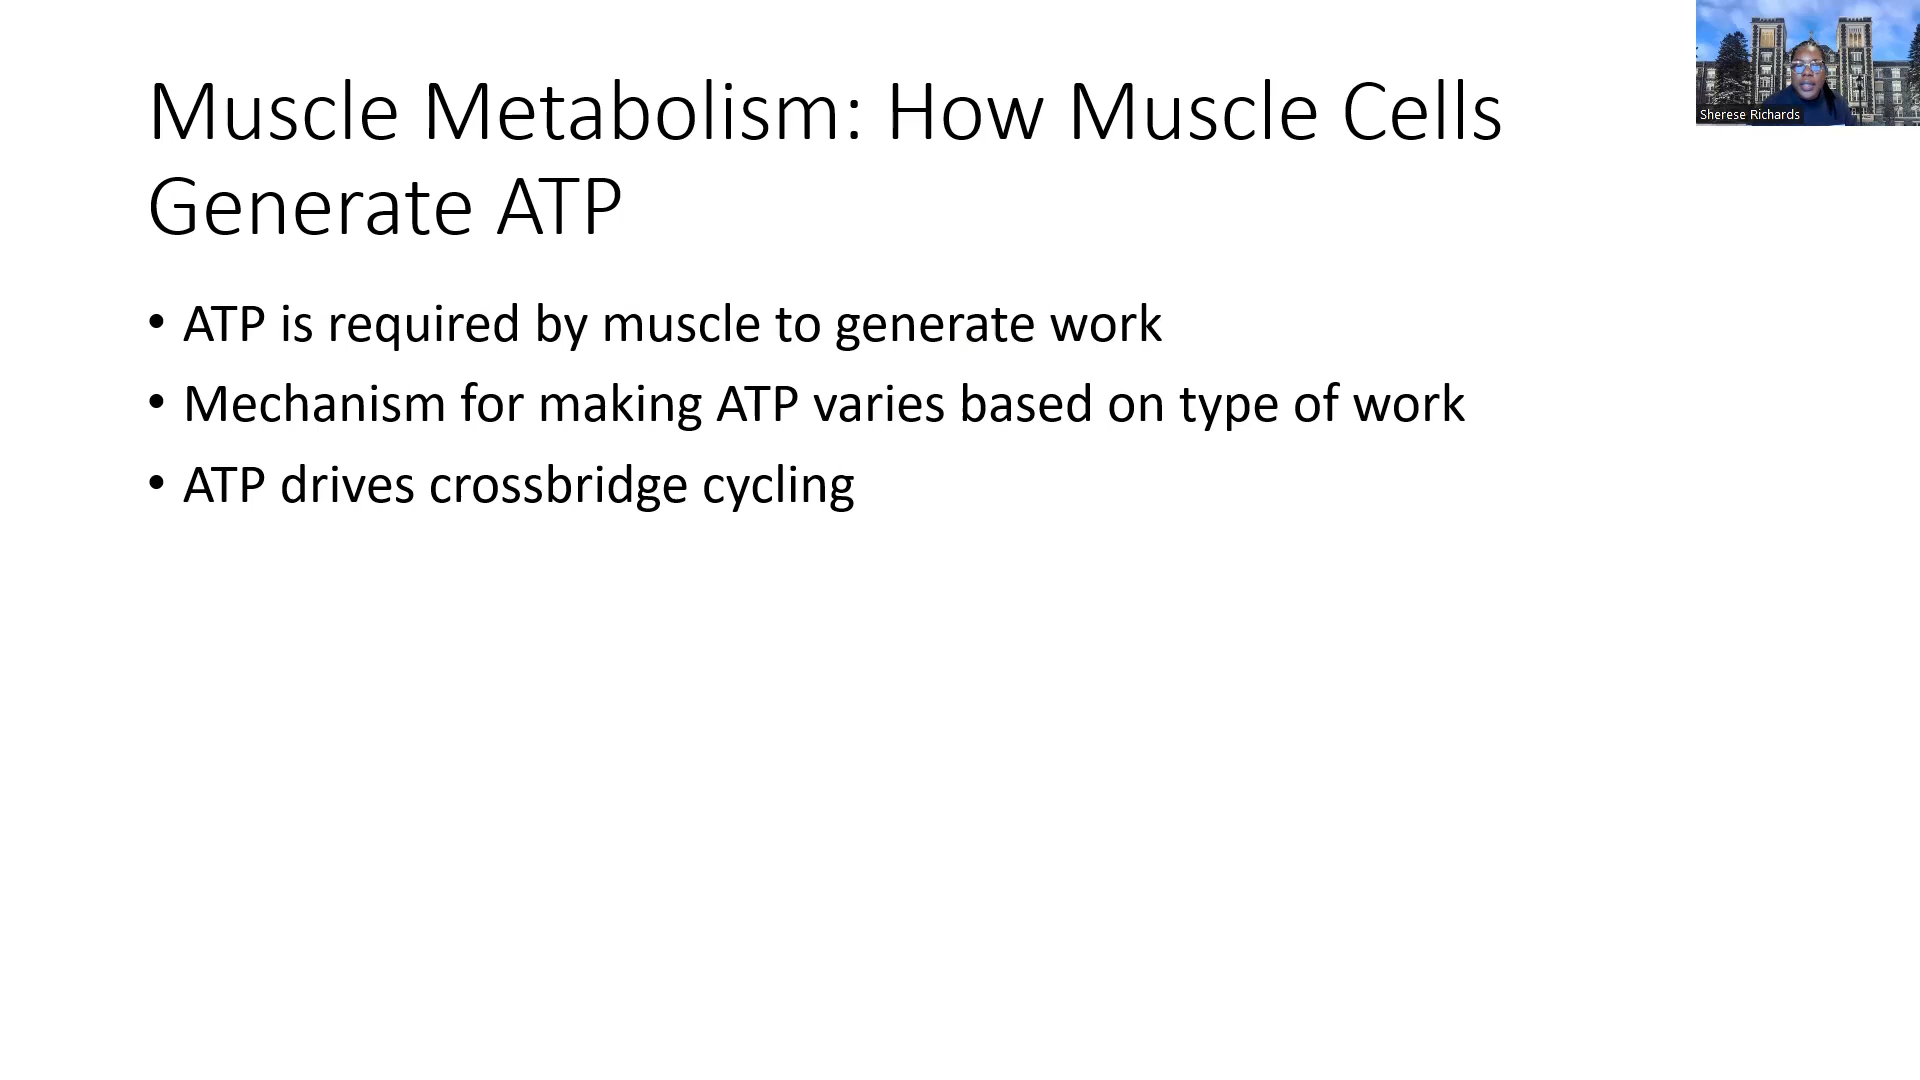 Muscle Metabolism: How Muscle Cells
Generate ATP
• ATP is required by muscle to generate work
• Mechanism for making ATP varies based on type of work
• ATP drives crossbridge cycling
Sherese Richards